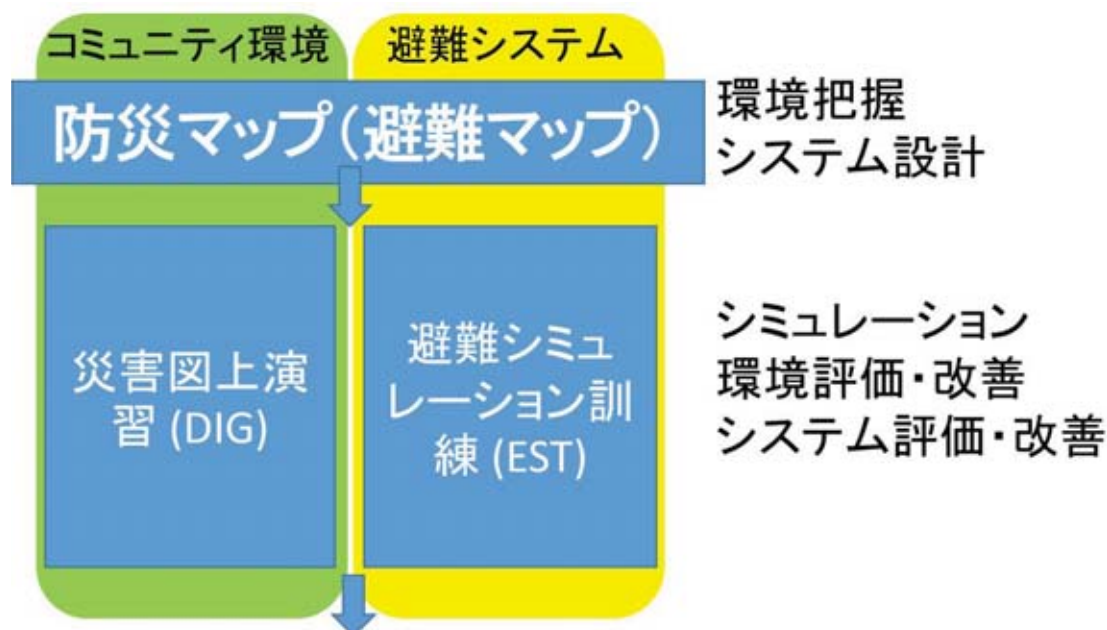 コミュニティ環境
避難システム
防災マップ(避難マップ)
環境把握
システム設計
災害図上演
習 (DIG)
避難シミュ
レーション訓
練 (EST)
シミュレーション
環境評価・改善
システム評価・改善